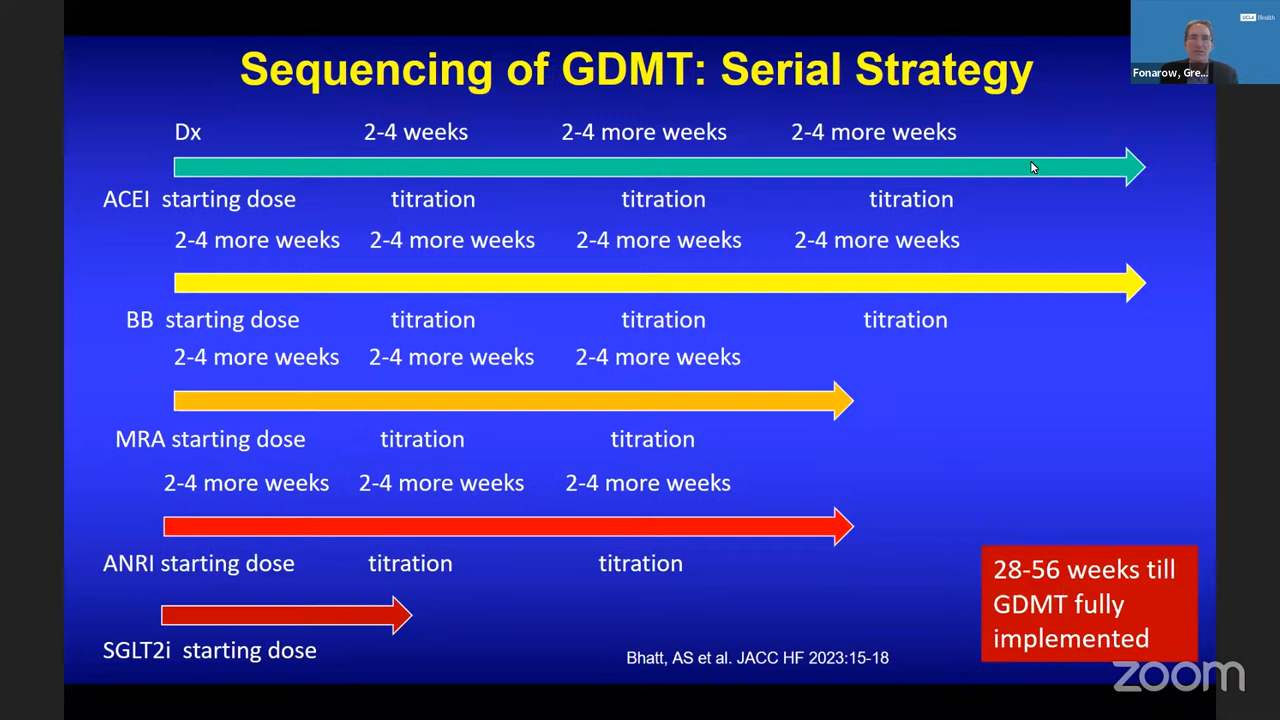 UCLA Health
Fonarow, Gre...
Sequencing of GDMT: Serial Strategy
Dx 2-4 weeks 2-4 more weeks 2-4 more weeks
ACEI starting dose titration titration titration
2-4 more weeks 2-4 more weeks 2-4 more weeks 2-4 more weeks
BB starting dose titration titration titration
2-4 more weeks 2-4 more weeks 2-4 more weeks
MRA starting dose titration titration
2-4 more weeks 2-4 more weeks 2-4 more weeks
ANRI starting dose titration titration
SGLT2i starting dose
28-56 weeks till
GDMT fully
implemented
Bhatt, AS et al. JACC HF 2023:15-18
zoom